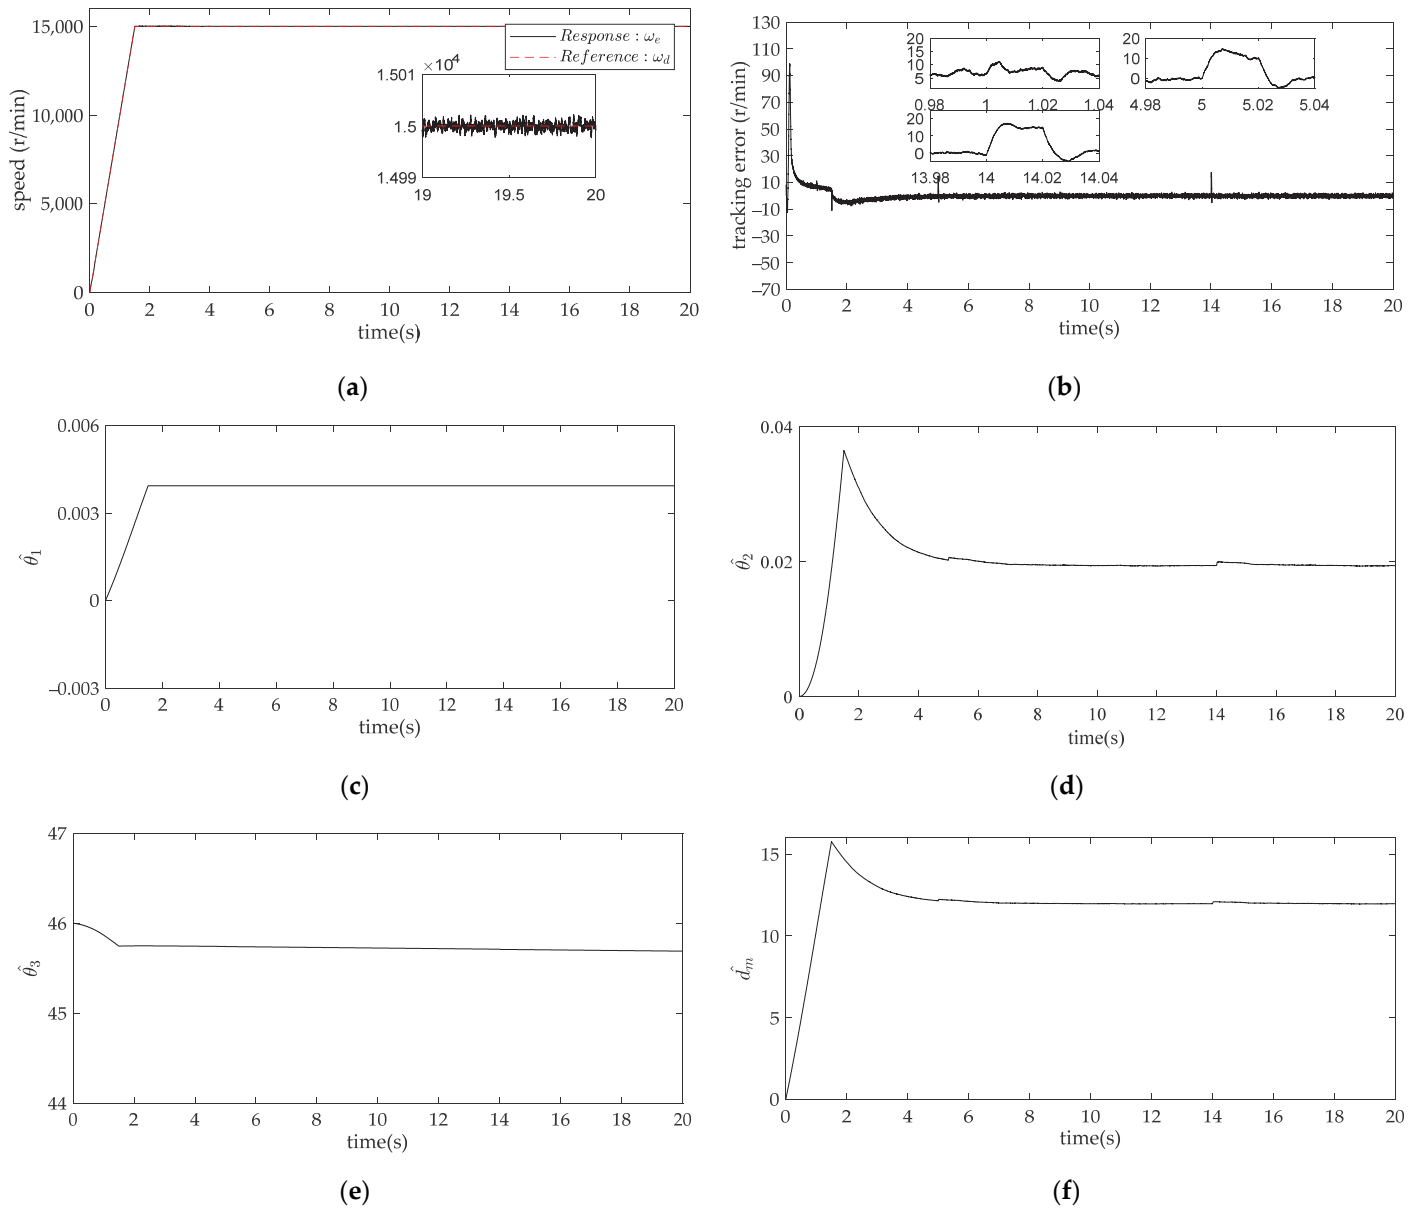 15,000
10,000
5,000
0
speed (r/min)
Response : ωₑ
Reference : ω_d
×10⁴
1.501
1.5
1.499
19 19.5 20
0 2 4 6 8 10 12 14 16 18 20
time(s)
(a)
130
110
90
70
50
30
10
−10
−30
−50
−70
tracking error (r/min)
20
10
5
0.98 1 1.02 1.04
20
10
0
4.98 5 5.02 5.04
20
10
0
13.98 14 14.02 14.04
0 2 4 6 8 10 12 14 16 18 20
time(s)
(b)
0.006
0.003
0
−0.003
θ̂₁
0 2 4 6 8 10 12 14 16 18 20
time(s)
(c)
0.04
0.02
0
θ̂₂
0 2 4 6 8 10 12 14 16 18 20
time(s)
(d)
47
46
45
44
θ̂₃
0 2 4 6 8 10 12 14 16 18 20
time(s)
(e)
15
10
5
0
d̂ₘ
0 2 4 6 8 10 12 14 16 18 20
time(s)
(f)